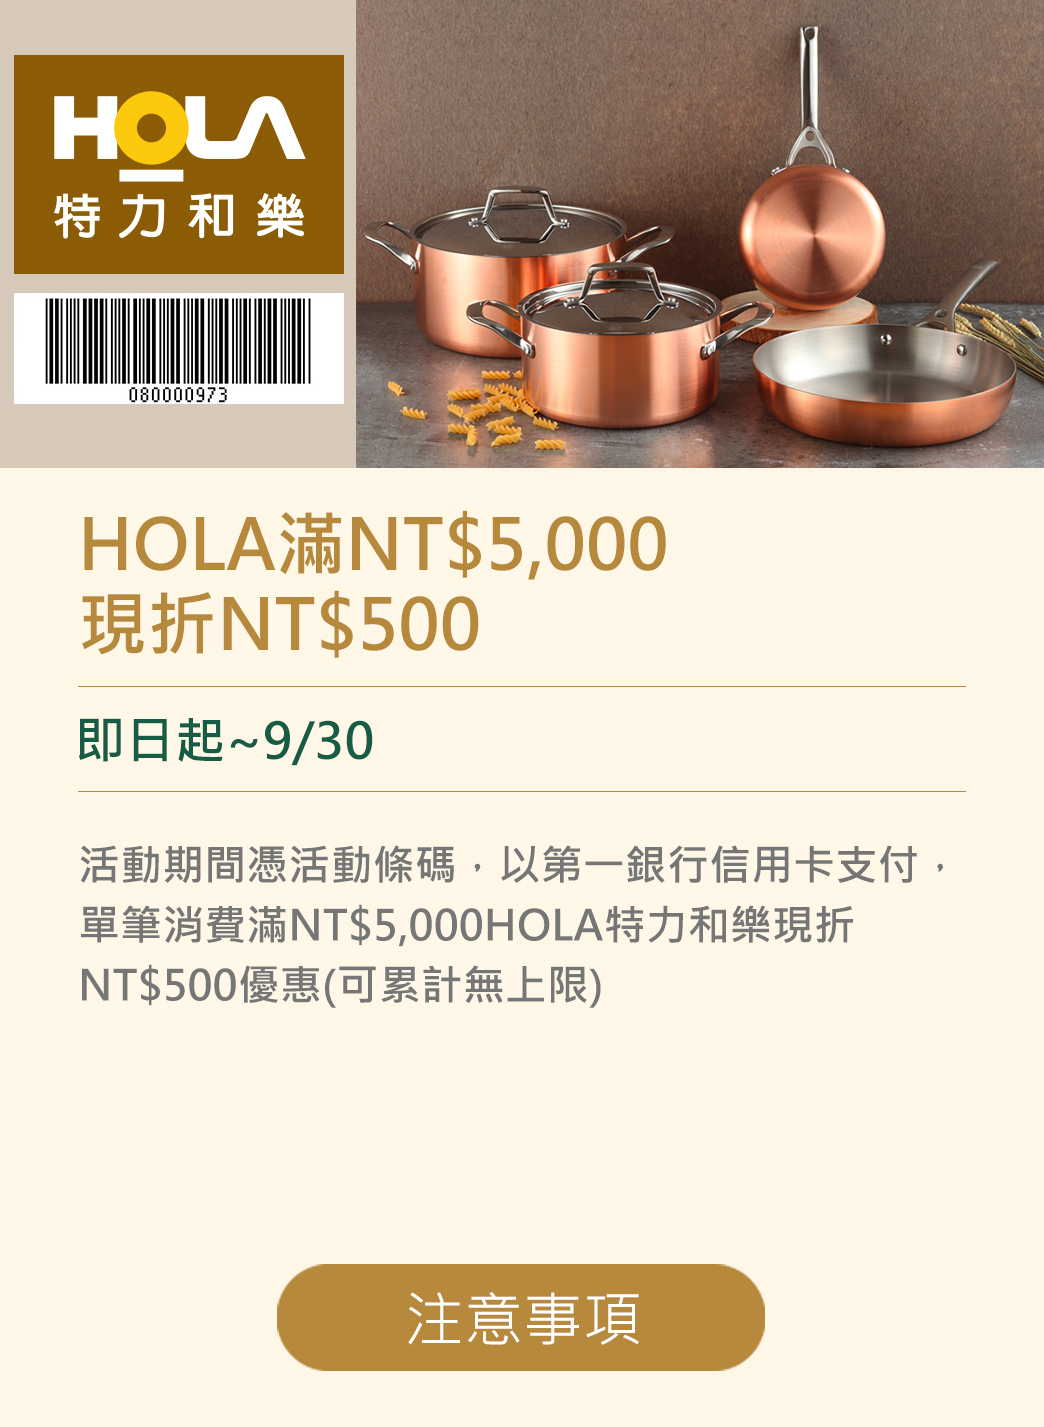 HOLA
特力和樂
080000973
HOLA滿NT$5,000
現折NT$500
即日起~9/30
活動期間憑活動條碼，以第一銀行信用卡支付，
單筆消費滿NT$5,000HOLA特力和樂現折
NT$500優惠(可累計無上限)
注意事項